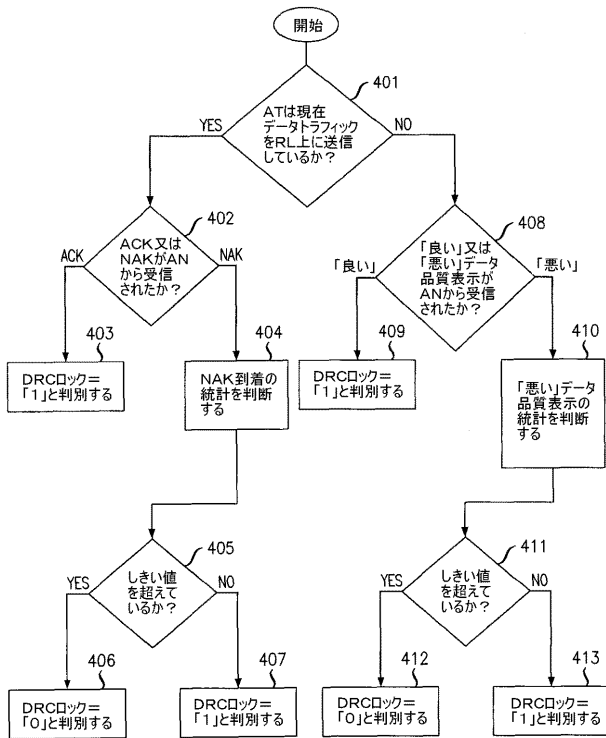 開始
401
ATは現在
データトラフィック
をRL上に送信
しているか？
YES
NO
402
ACK又は
NAKがAN
から受信
されたか？
ACK
NAK
408
「良い」又は
「悪い」データ
品質表示が
ANから受信
されたか？
「良い」
「悪い」
403
DRCロック＝
「1」と判別する
404
NAK到着の
統計を判断
する
409
DRCロック＝
「1」と判別する
410
「悪い」データ
品質表示の
統計を判断
する
405
しきい値
を超えて
いるか？
YES
NO
411
しきい値
を超えて
いるか？
YES
NO
406
DRCロック＝
「0」と判別する
407
DRCロック＝
「1」と判別する
412
DRCロック＝
「0」と判別する
413
DRCロック＝
「1」と判別する